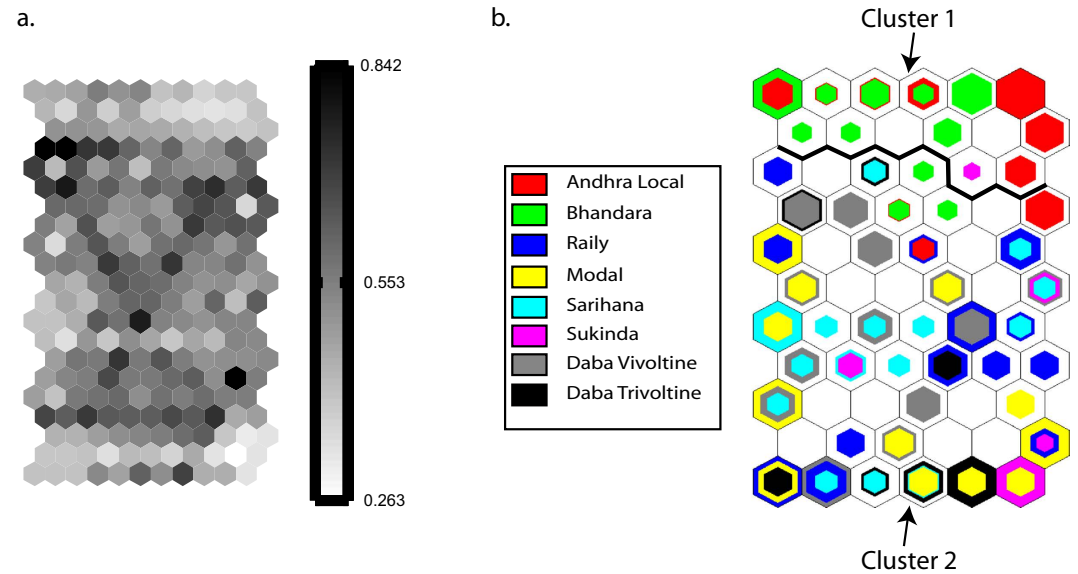 a.
0.842
0.553
0.263
b.
Cluster 1
Andhra Local
Bhandara
Raily
Modal
Sarihana
Sukinda
Daba Vivoltine
Daba Trivoltine
Cluster 2